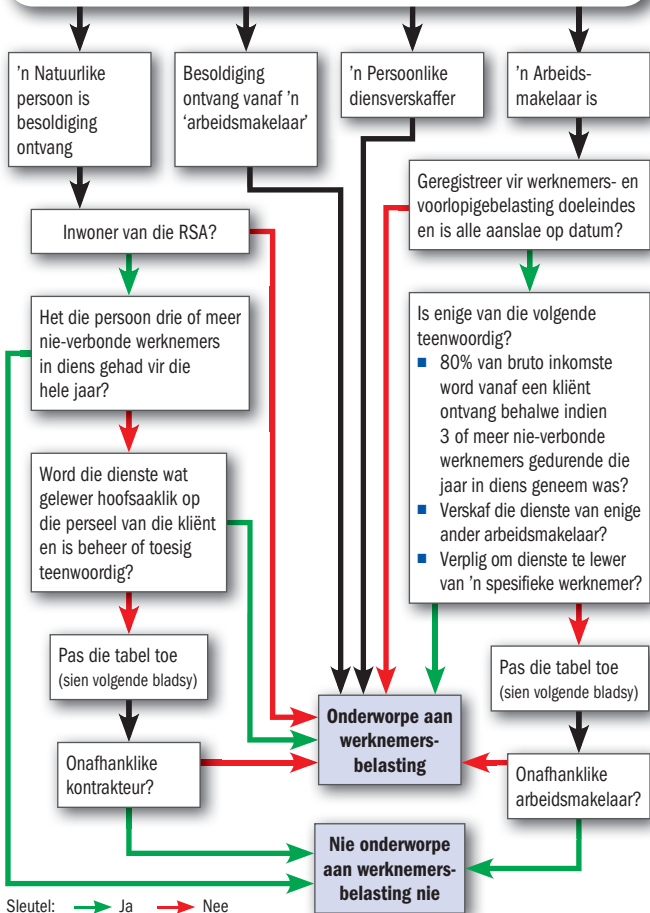 'n Natuurlike
persoon is
besoldiging
ontvang
Besoldiging
ontvang vanaf 'n
'arbeidsmakelaar'
'n Persoonlike
diensverskaffer
'n Arbeids-
makelaar is
Inwoner van die RSA?
Geregistreer vir werknemers- en
voorlopigebelasting doeleindes
en is alle aanslae op datum?
Het die persoon drie of meer
nie-verbonde werknemers
in diens gehad vir die
hele jaar?
Is enige van die volgende
teenwoordig?
■ 80% van bruto inkomste
word vanaf een kliënt
ontvang behalwe indien
3 of meer nie-verbonde
werknemers gedurende die
jaar in diens geneem was?
■ Verskaf die dienste van enige
ander arbeidsmakelaar?
■ Verplig om dienste te lewer
van 'n spesifieke werknemer?
Word die dienste wat
gelewer hoofsaaklik op
die perseel van die kliënt
en is beheer of toesig
teenwoordig?
Pas die tabel toe
(sien volgende bladsy)
Pas die tabel toe
(sien volgende bladsy)
Onderworpe aan
werknemers-
belasting
Onafhanklike
kontrakteur?
Onafhanklike
arbeidsmakelaar?
Nie onderworpe
aan werknemers-
belasting nie
Sleutel: Ja Nee